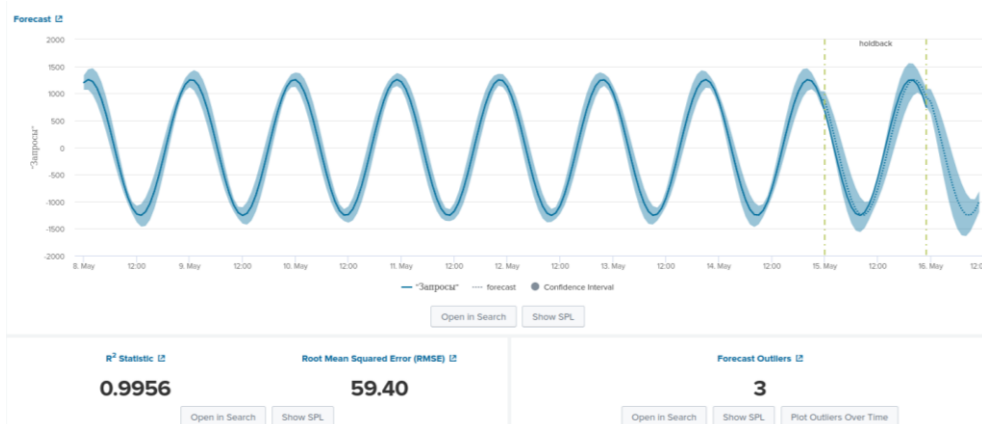 Forecast
holdback
2000
1500
1000
500
0
-500
-1000
-1500
-2000
"Запросы"
8. May 12:00 9. May 12:00 10. May 12:00 11. May 12:00 12. May 12:00 13. May 12:00 14. May 12:00 15. May 12:00 16. May 12:0
"Запросы" forecast Confidence Interval
Open in Search Show SPL
R² Statistic Root Mean Squared Error (RMSE) Forecast Outliers
0.9956 59.40 3
Open in Search Show SPL Open in Search Show SPL Plot Outliers Over Time